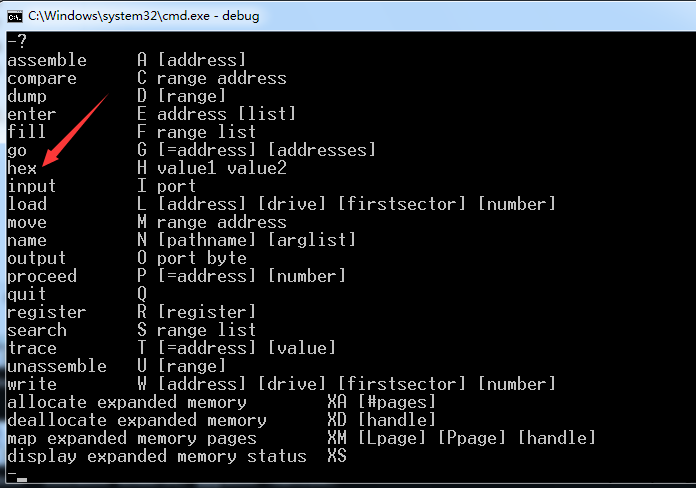 C:\Windows\system32\cmd.exe - debug
-?
assemble     A [address]
compare      C range address
dump         D [range]
enter        E address [list]
fill         F range list
go           G [=address] [addresses]
hex          H value1 value2
input        I port
load         L [address] [drive] [firstsector] [number]
move         M range address
name         N [pathname] [arglist]
output       O port byte
proceed      P [=address] [number]
quit         Q
register     R [register]
search       S range list
trace        T [=address] [value]
unassemble   U [range]
write        W [address] [drive] [firstsector] [number]
allocate expanded memory        XA [#pages]
deallocate expanded memory      XD [handle]
map expanded memory pages       XM [Lpage] [Ppage] [handle]
display expanded memory status  XS
-_